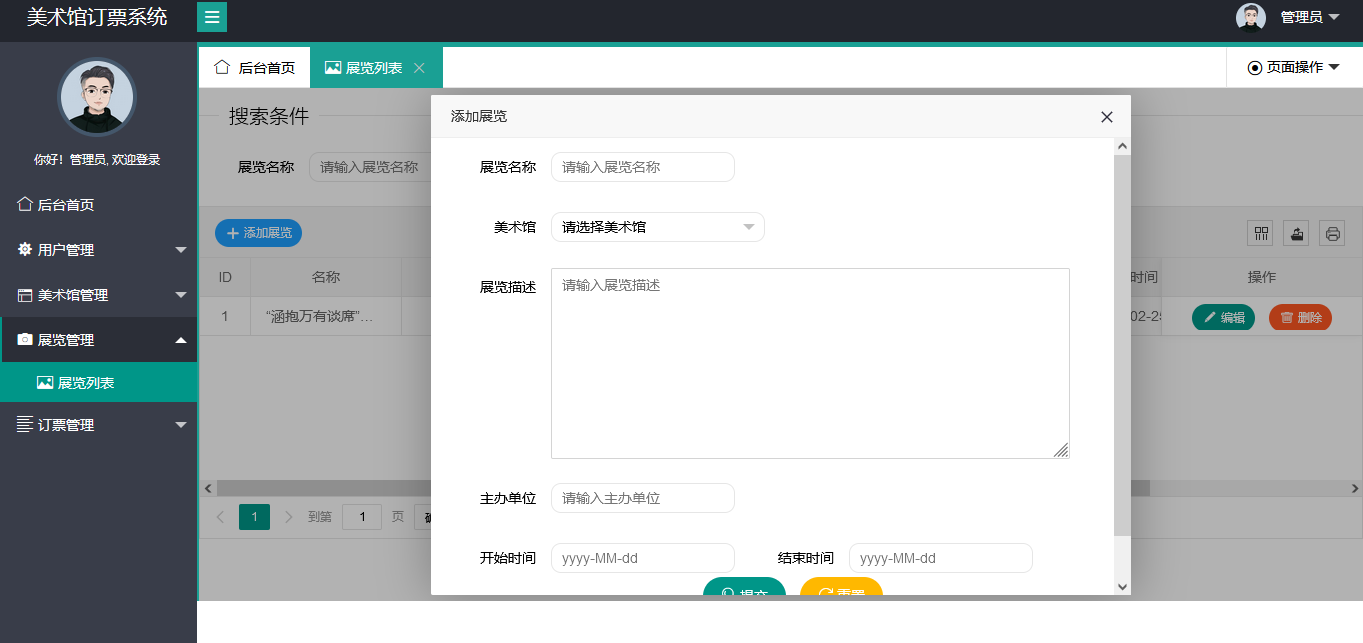 美术馆订票系统
管理员
后台首页
展览列表
页面操作
你好！管理员, 欢迎登录
后台首页
用户管理
美术馆管理
展览管理
展览列表
订票管理
搜索条件
展览名称 请输入展览名称
添加展览
ID 名称 时间 操作
1 “涵抱万有谈席”… 02-25 编辑 删除
1 到第 1 页
添加展览
展览名称 请输入展览名称
美术馆 请选择美术馆
展览描述 请输入展览描述
主办单位 请输入主办单位
开始时间 yyyy-MM-dd 结束时间 yyyy-MM-dd
提交 重置